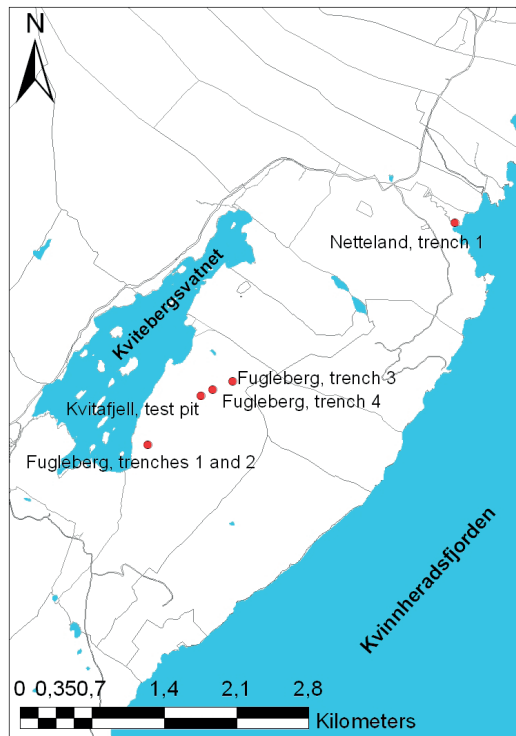 N
Netteland, trench 1
Kvitebergsvatnet
Fugleberg, trench 3
Kvitafjell, test pit
Fugleberg, trench 4
Fugleberg, trenches 1 and 2
Kvinnheradsfjorden
0 0,350,7 1,4 2,1 2,8
Kilometers